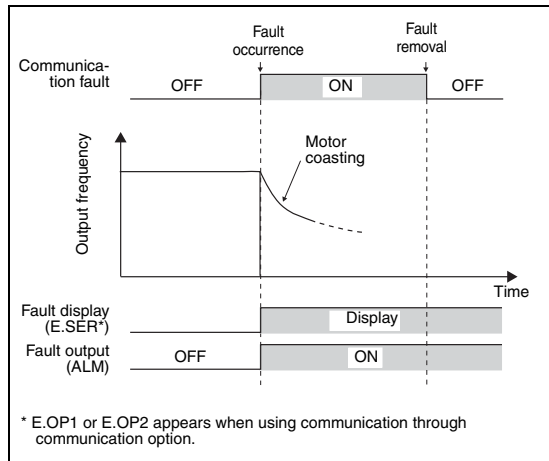 Fault
occurrence
Fault
removal
Communica-
tion fault
OFF
ON
OFF
Output frequency
Motor
coasting
Time
Fault display
(E.SER*)
Display
Fault output
(ALM)
OFF
ON
* E.OP1 or E.OP2 appears when using communication through
communication option.